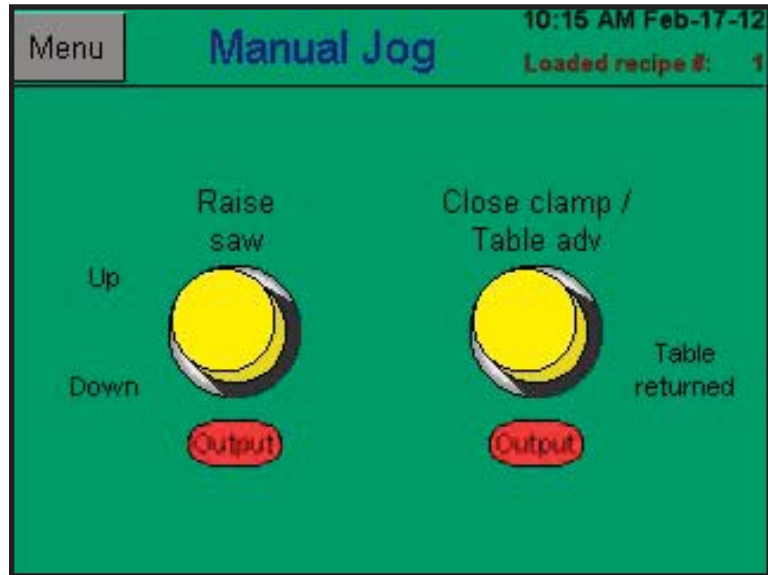 Menu
Manual Jog
10:15 AM Feb-17-12
Loaded recipe #: 1
Raise
saw
Close clamp /
Table adv
Up
Down
Table
returned
Output
Output